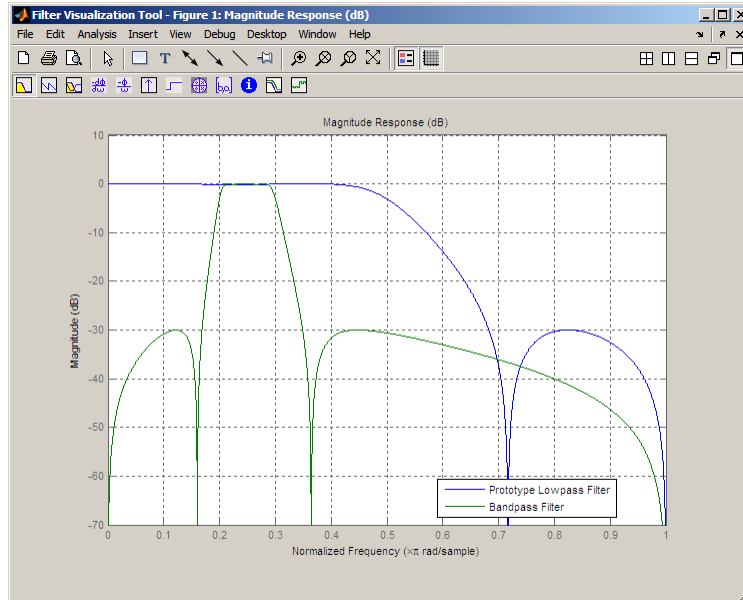 Filter Visualization Tool - Figure 1: Magnitude Response (dB)
File Edit Analysis Insert View Debug Desktop Window Help
Magnitude Response (dB)
10
0
-10
-20
-30
-40
-50
-60
-70
Magnitude (dB)
0 0.1 0.2 0.3 0.4 0.5 0.6 0.7 0.8 0.9 1
Normalized Frequency (×π rad/sample)
Prototype Lowpass Filter
Bandpass Filter